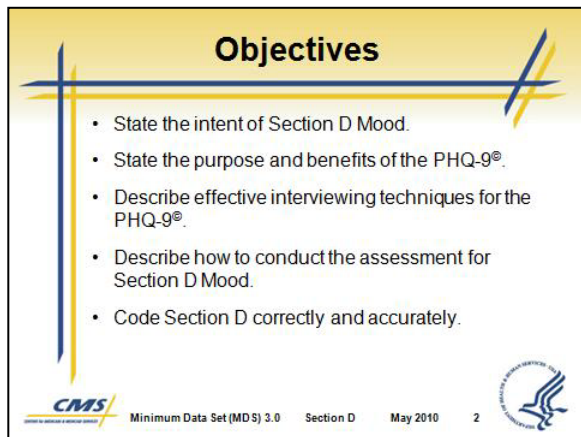 Objectives
• State the intent of Section D Mood.
• State the purpose and benefits of the PHQ-9©.
• Describe effective interviewing techniques for the
PHQ-9©.
• Describe how to conduct the assessment for
Section D Mood.
• Code Section D correctly and accurately.
CMS
Minimum Data Set (MDS) 3.0 Section D May 2010 2